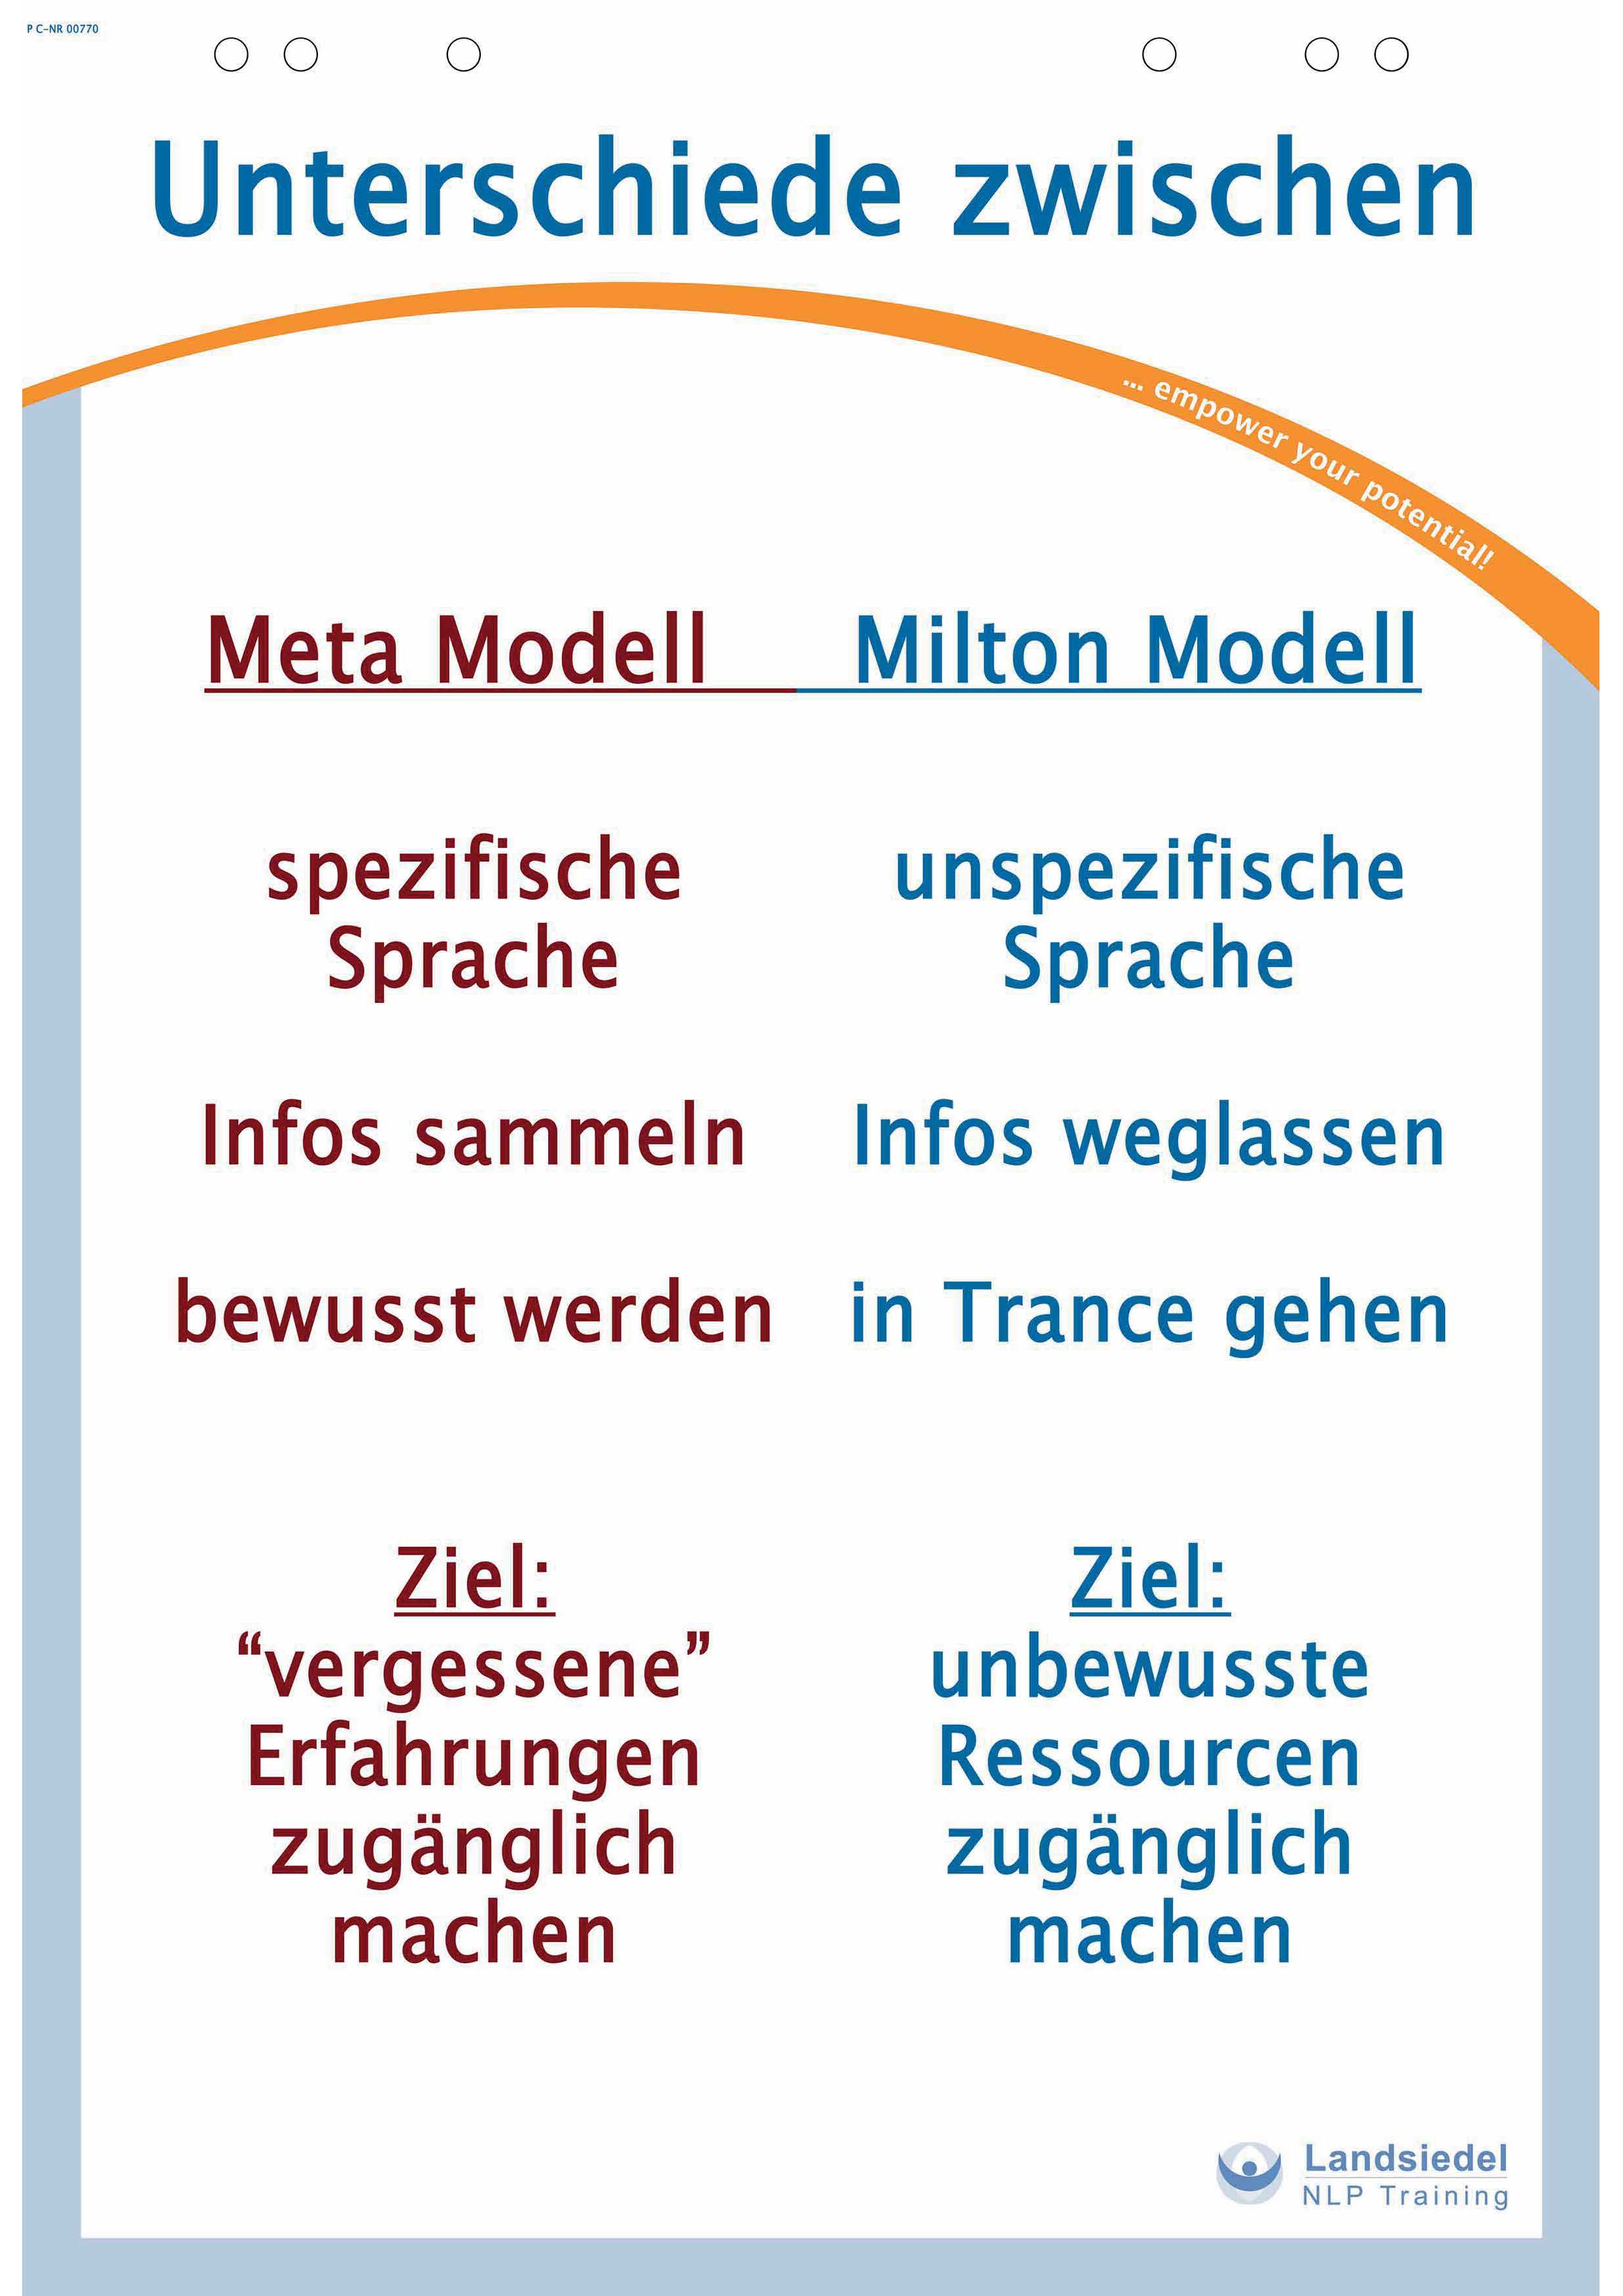 P C-NR 00770
Unterschiede zwischen
... empower your potential!
Meta Modell Milton Modell
spezifische
Sprache
unspezifische
Sprache
Infos sammeln Infos weglassen
bewusst werden in Trance gehen
Ziel:
“vergessene”
Erfahrungen
zugänglich
machen
Ziel:
unbewusste
Ressourcen
zugänglich
machen
Landsiedel
NLP Training